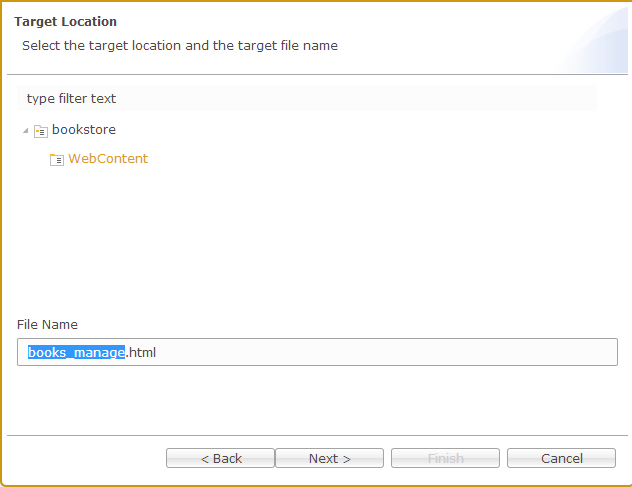 Target Location
Select the target location and the target file name
type filter text
bookstore
WebContent
File Name
books_manage.html
< Back Next > Finish Cancel